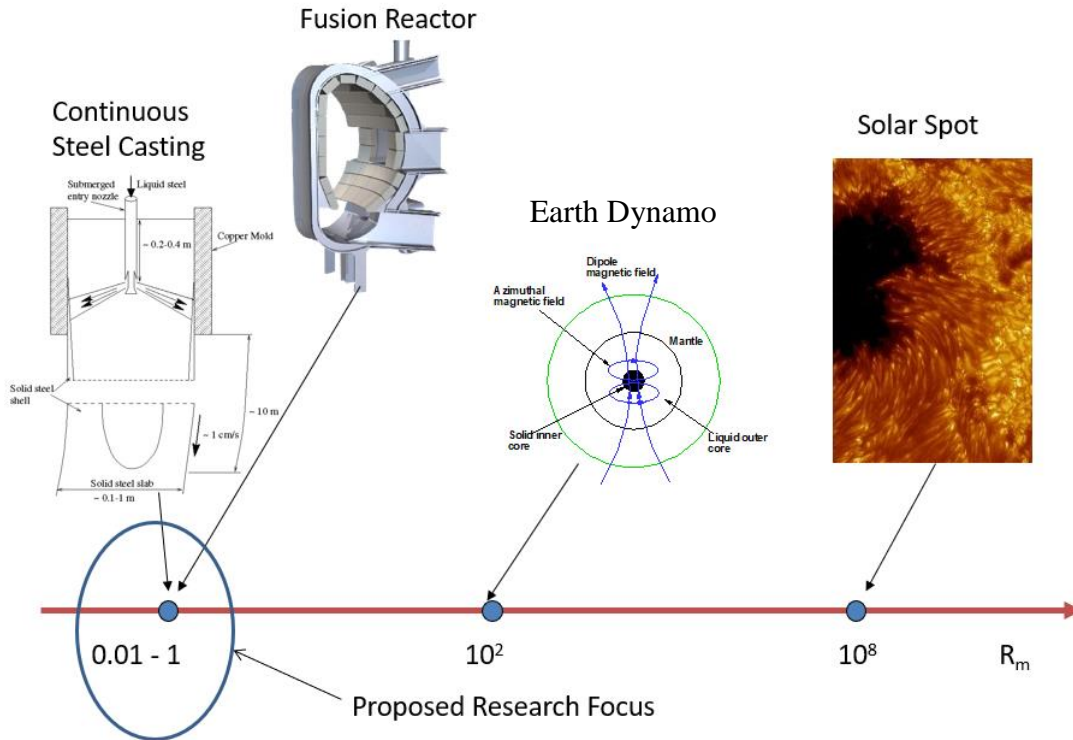 Fusion Reactor
Continuous
Steel Casting
Submerged
entry nozzle
Liquid steel
~ 0.2-0.4 m
Copper Mold
Solid steel
shell
~ 10 m
~ 1 cm/s
Solid steel slab
~ 0.1-1 m
Earth Dynamo
Dipole
magnetic field
Azimuthal
magnetic field
Mantle
Solid inner
core
Liquid outer
core
Solar Spot
0.01 - 1
10²
10⁸
Rₘ
Proposed Research Focus